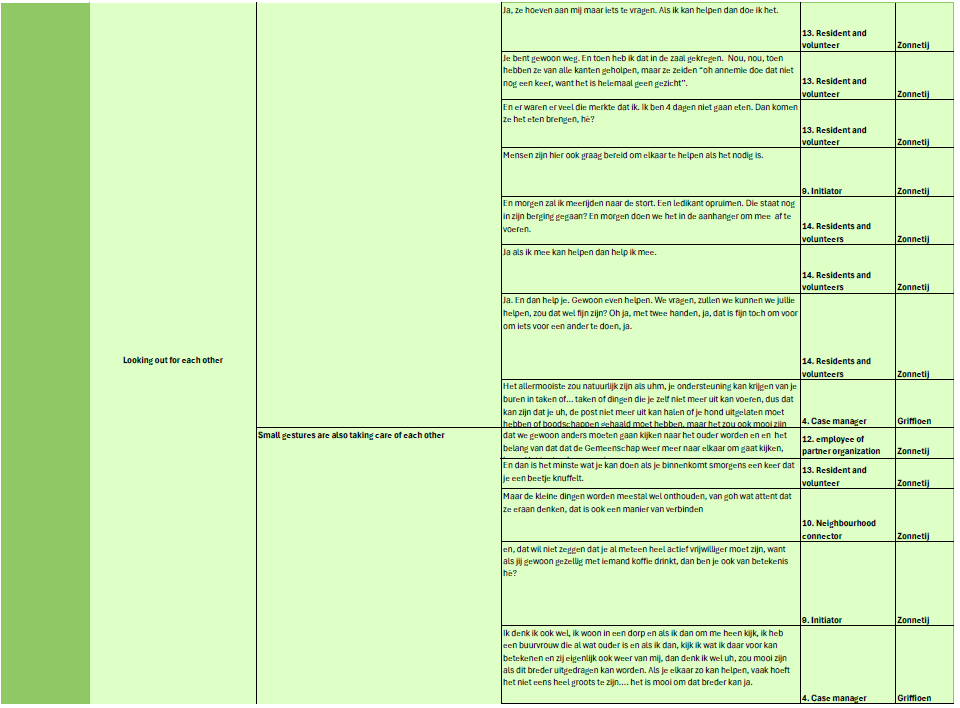 Ja, ze hoeven aan mij maar iets te vragen. Als ik kan helpen dan doe ik het.
13. Resident and
volunteer
Zonnetij
Je bent gewoon weg. En toen heb ik dat in de zaal gekregen. Nou, nou, toen
hebben ze van alle kanten geholpen, maar ze zeiden "oh annemie doe dat niet
nog een keer, want het is helemaal geen gezicht".
13. Resident and
volunteer
Zonnetij
En er waren er veel die merkte dat ik. Ik ben 4 dagen niet gaan eten. Dan komen
ze het eten brengen, hè?
13. Resident and
volunteer
Zonnetij
Mensen zijn hier ook graag bereid om elkaar te helpen als het nodig is.
9. Initiator
Zonnetij
En morgen zal ik meerijden naar de stort. Een ledikant opruimen. Die staat nog
in zijn berging gegaan? En morgen doen we het in de aanhanger om mee af te
voeren.
14. Residents and
volunteers
Zonnetij
Ja als ik mee kan helpen dan help ik mee.
14. Residents and
volunteers
Zonnetij
Ja. En dan help je. Gewoon even helpen. We vragen, zullen we kunnen we jullie
helpen, zou dat wel fijn zijn? Oh ja, met twee handen, ja, dat is fijn toch om voor
om iets voor een ander te doen, ja.
14. Residents and
volunteers
Zonnetij
Looking out for each other
Het allermooiste zou natuurlijk zijn als uhm, je ondersteuning kan krijgen van je
buren in taken of... taken of dingen die je zelf niet meer uit kan voeren, dus dat
kan zijn dat je uh, de post niet meer uit kan halen of je hond uitgelaten moet
hebben of boodschappen gehaald moet hebben, maar het zou ook mooi zijn
4. Case manager
Griffioen
Small gestures are also taking care of each other
dat we gewoon anders moeten gaan kijken naar het ouder worden en en het
belang van dat dat de Gemeenschap weer meer naar elkaar om gaat kijken,
12. employee of
partner organization
Zonnetij
En dan is het minste wat je kan doen als je binnenkomt smorgens een keer dat
je een beetje knuffelt.
13. Resident and
volunteer
Zonnetij
Maar de kleine dingen worden meestal wel onthouden, van goh wat attent dat
ze eraan denken, dat is ook een manier van verbinden
10. Neighbourhood
connector
Zonnetij
en, dat wil niet zeggen dat je al meteen heel actief vrijwilliger moet zijn, want
als jij gewoon gezellig met iemand koffie drinkt, dan ben je ook van betekenis
hè?
9. Initiator
Zonnetij
Ik denk ik ook wel, ik woon in een dorp en als ik dan om me heen kijk, ik heb
een buurvrouw die al wat ouder is en als ik dan, kijk ik wat ik daar voor kan
betekenen en zij eigenlijk ook weer van mij, dan denk ik wel uh, zou mooi zijn
als dit breder uitgedragen kan worden. Als je elkaar zo kan helpen, vaak hoeft
het niet eens heel groots te zijn.... het is mooi om dat breder kan ja.
4. Case manager
Griffioen